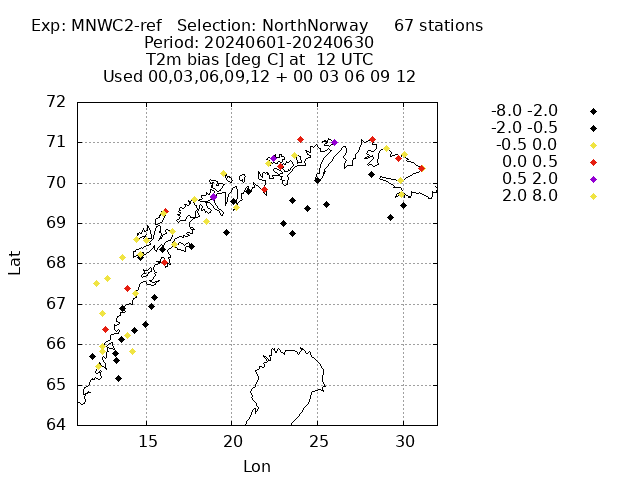 Exp: MNWC2-ref   Selection: NorthNorway     67 stations
Period: 20240601-20240630
T2m bias [deg C] at  12 UTC
Used 00,03,06,09,12 + 00 03 06 09 12
-8.0 -2.0
-2.0 -0.5
-0.5 0.0
0.0 0.5
0.5 2.0
2.0 8.0
72
71
70
69
68
67
66
65
64
Lat
15 20 25 30
Lon